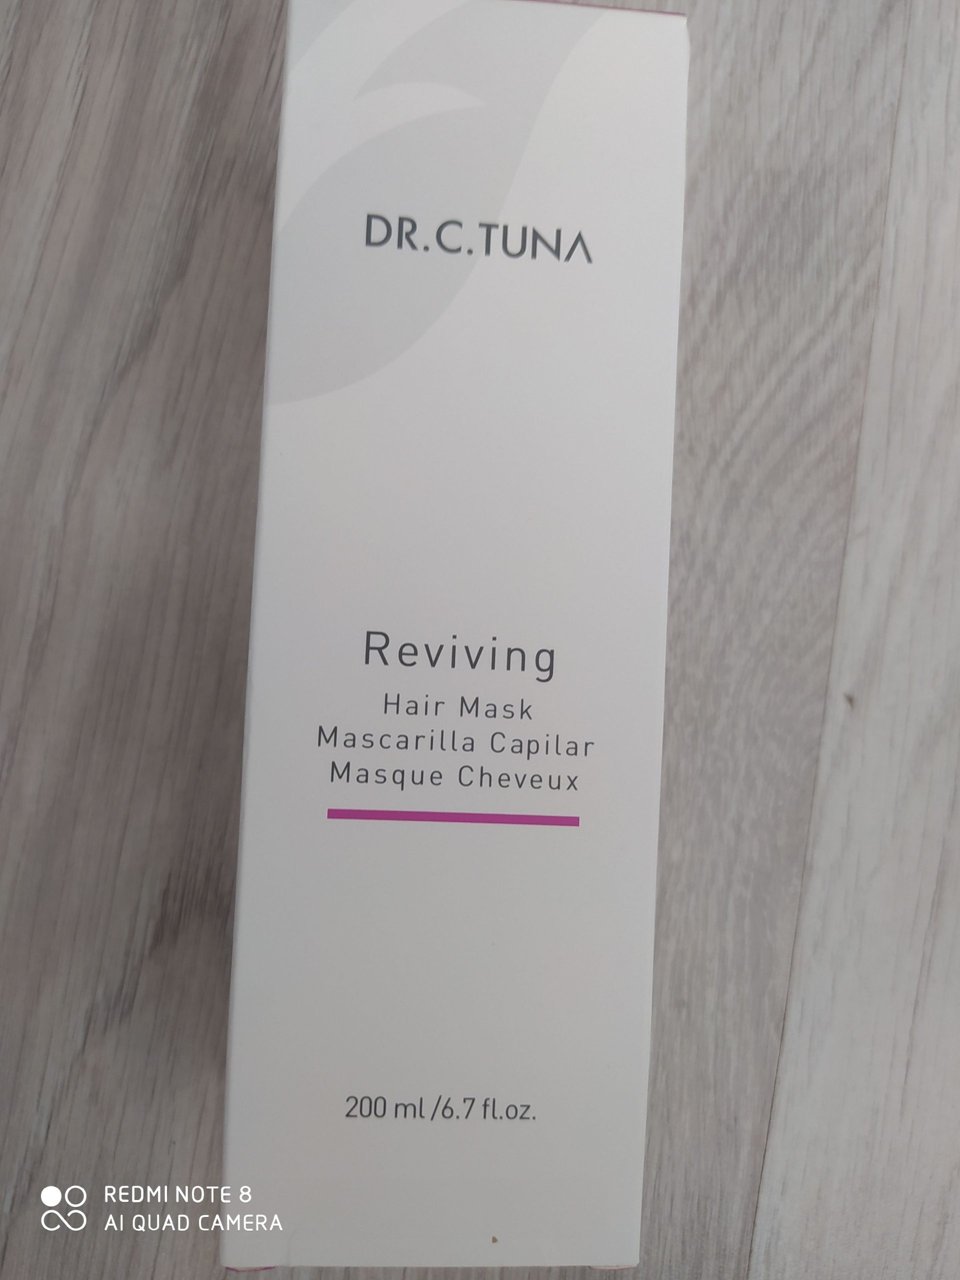 DR.C.TUNA
Reviving
Hair Mask
Mascarilla Capilar
Masque Cheveux
200 ml/6.7 fl.oz.
REDMI NOTE 8
AI QUAD CAMERA